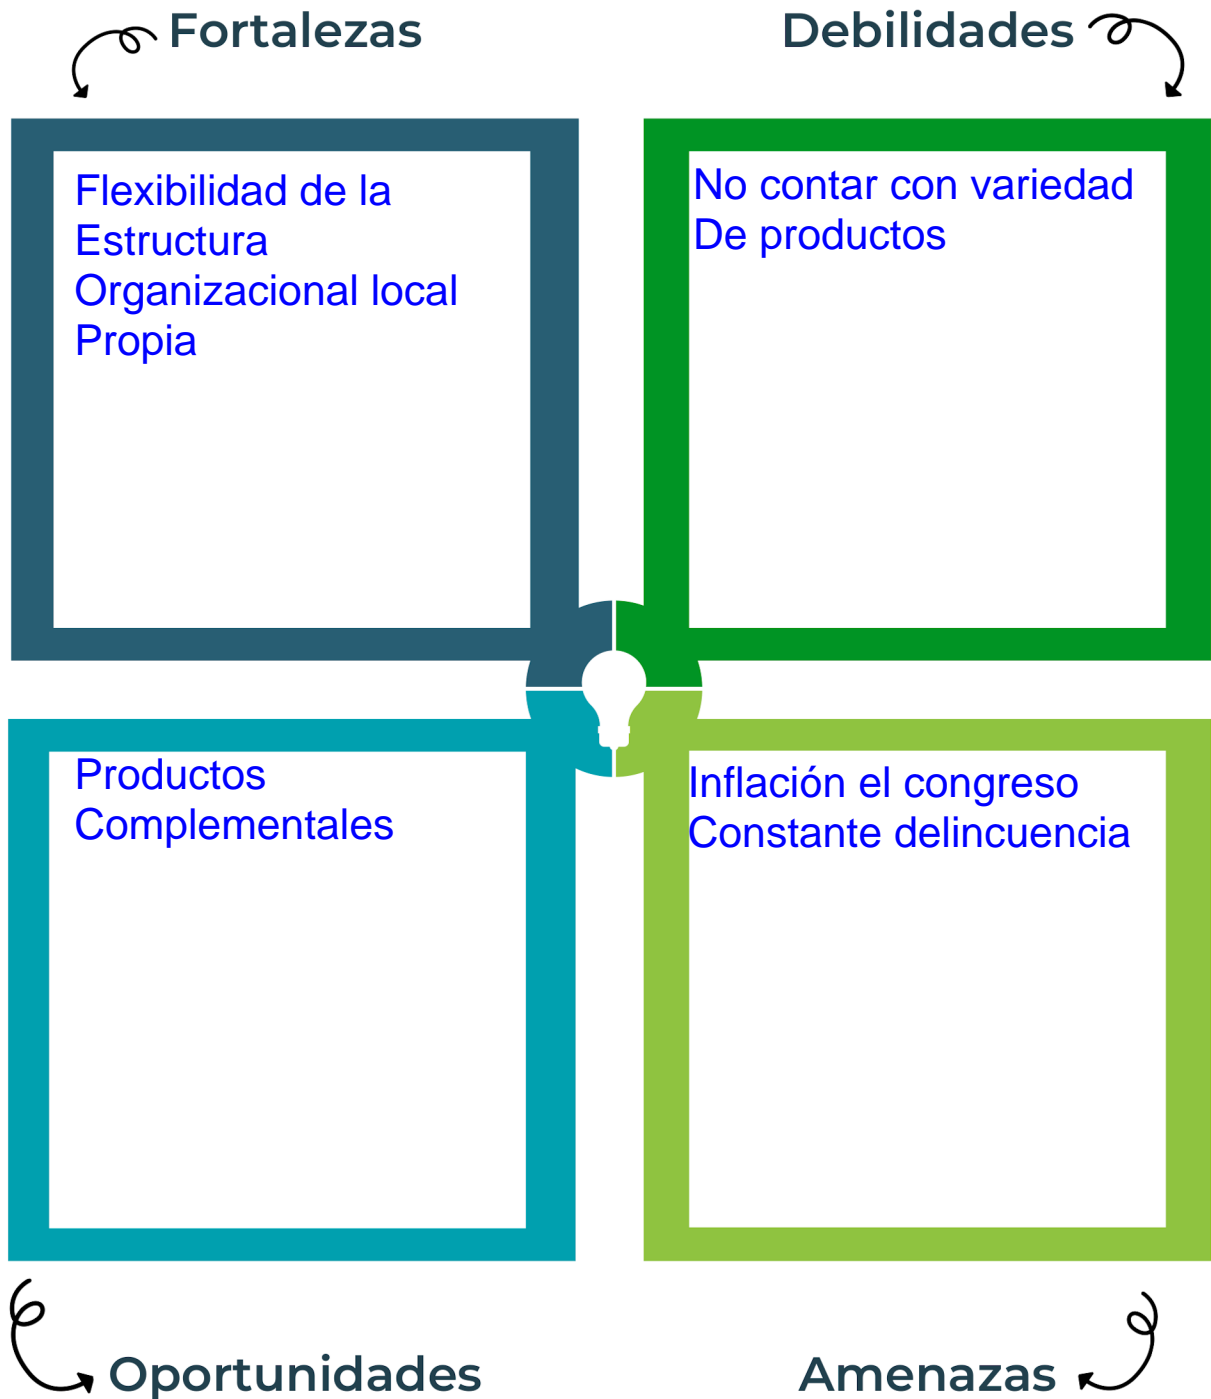 Fortalezas
Flexibilidad de la
Estructura
Organizacional local
Propia
Debilidades
No contar con variedad
De productos
Productos
Complementales
Oportunidades
Inflación el congreso
Constante delincuencia
Amenazas